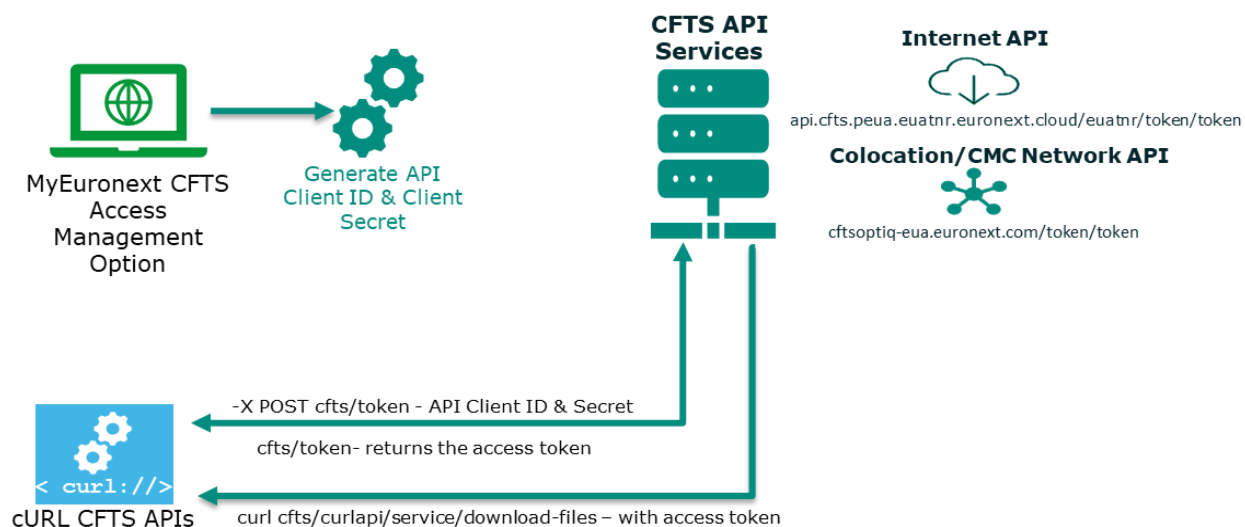 MyEuronext CFTS
Access
Management
Option
Generate API
Client ID & Client
Secret
CFTS API
Services
Internet API
api.cfts.peua.euatnr.euronext.cloud/euatnr/token/token
Colocation/CMC Network API
cftsoptiq-eua.euronext.com/token/token
-X POST cfts/token - API Client ID & Secret
cfts/token- returns the access token
< curl://>
cURL CFTS APIs
curl cfts/curlapi/service/download-files – with access token